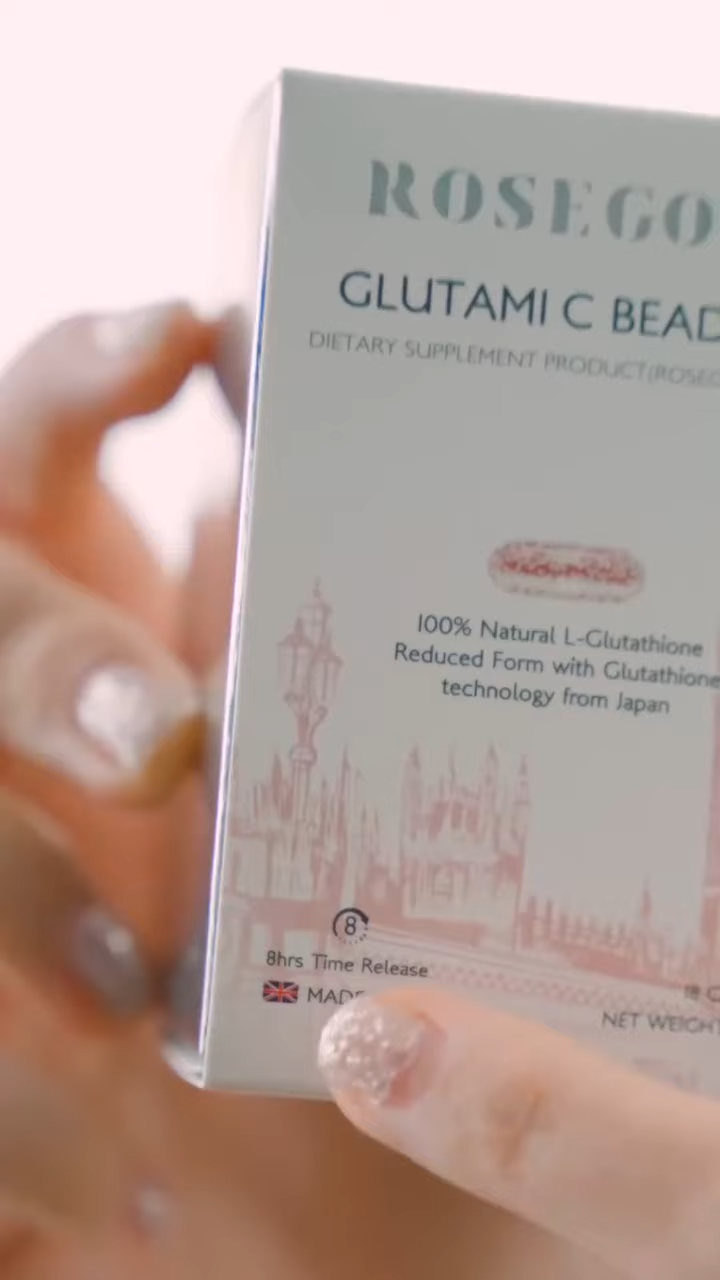 ROSEGO
GLUTAMI C BEAD
DIETARY SUPPLEMENT PRODUCT(ROSEG
100% Natural L-Glutathione
Reduced Form with Glutathione
technology from Japan
8
8hrs Time Release
MADE
NET WEIGHT